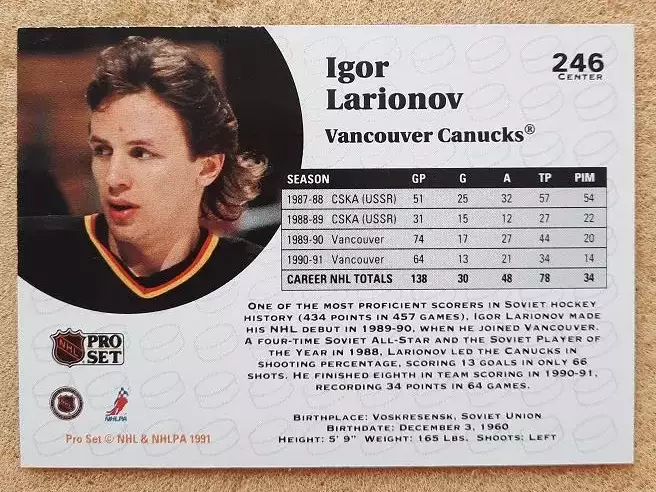 Igor
Larionov
Vancouver Canucks®
246
CENTER
SEASON GP G A TP PIM
1987-88 CSKA (USSR) 51 25 32 57 54
1988-89 CSKA (USSR) 31 15 12 27 22
1989-90 Vancouver 74 17 27 44 20
1990-91 Vancouver 64 13 21 34 14
CAREER NHL TOTALS 138 30 48 78 34
ONE OF THE MOST PROFICIENT SCORERS IN SOVIET HOCKEY
HISTORY (434 POINTS IN 457 GAMES), IGOR LARIONOV MADE
HIS NHL DEBUT IN 1989-90, WHEN HE JOINED VANCOUVER.
A FOUR-TIME SOVIET ALL-STAR AND THE SOVIET PLAYER OF
THE YEAR IN 1988, LARIONOV LED THE CANUCKS IN
SHOOTING PERCENTAGE, SCORING 13 GOALS IN ONLY 66
SHOTS. HE FINISHED EIGHTH IN TEAM SCORING IN 1990-91,
RECORDING 34 POINTS IN 64 GAMES.
BIRTHPLACE: VOSKRESENSK, SOVIET UNION
BIRTHDATE: DECEMBER 3, 1960
HEIGHT: 5' 9" WEIGHT: 165 LBS. SHOOTS: LEFT
NHL PRO
SET
NHL
NHLPA
Pro Set © NHL & NHLPA 1991